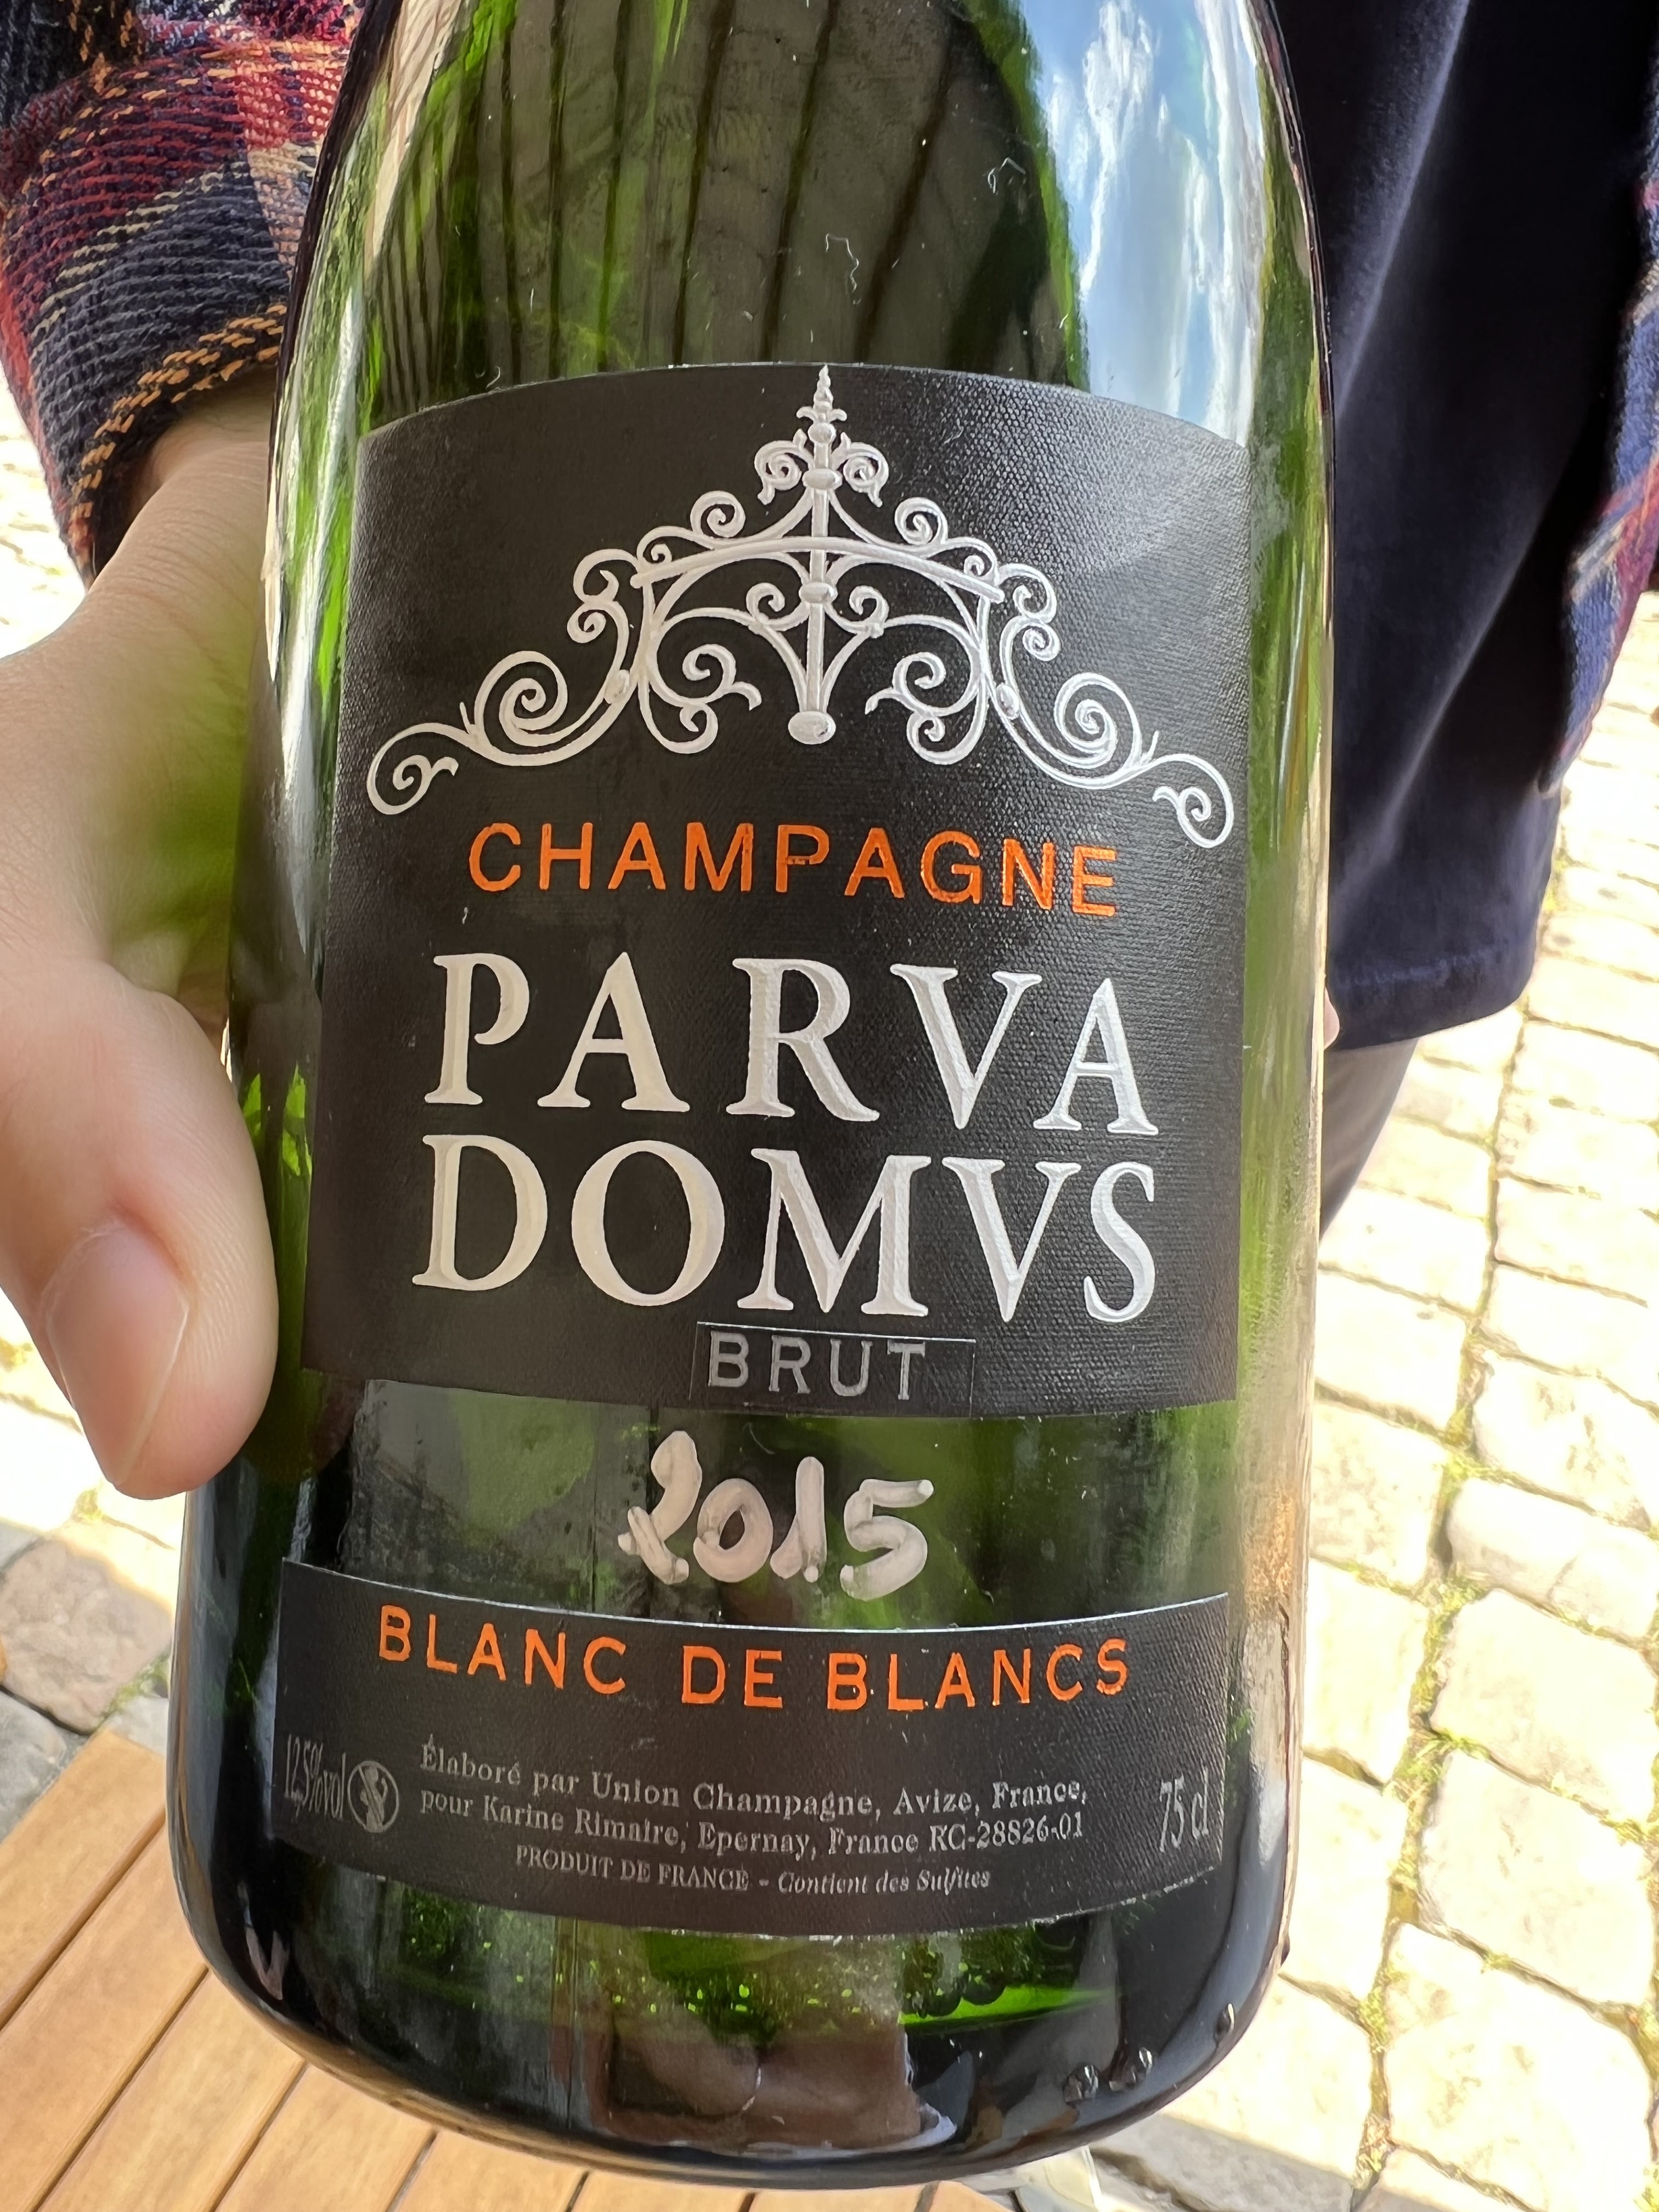 CHAMPAGNE
PARVA
DOMVS
BRUT
2015
BLANC DE BLANCS
12,5%vol
Élaboré par Union Champagne, Avize, France,
pour Karine Rimaire, Epernay, France RC-28826-01
75 cl
PRODUIT DE FRANCE - Contient des Sulfites